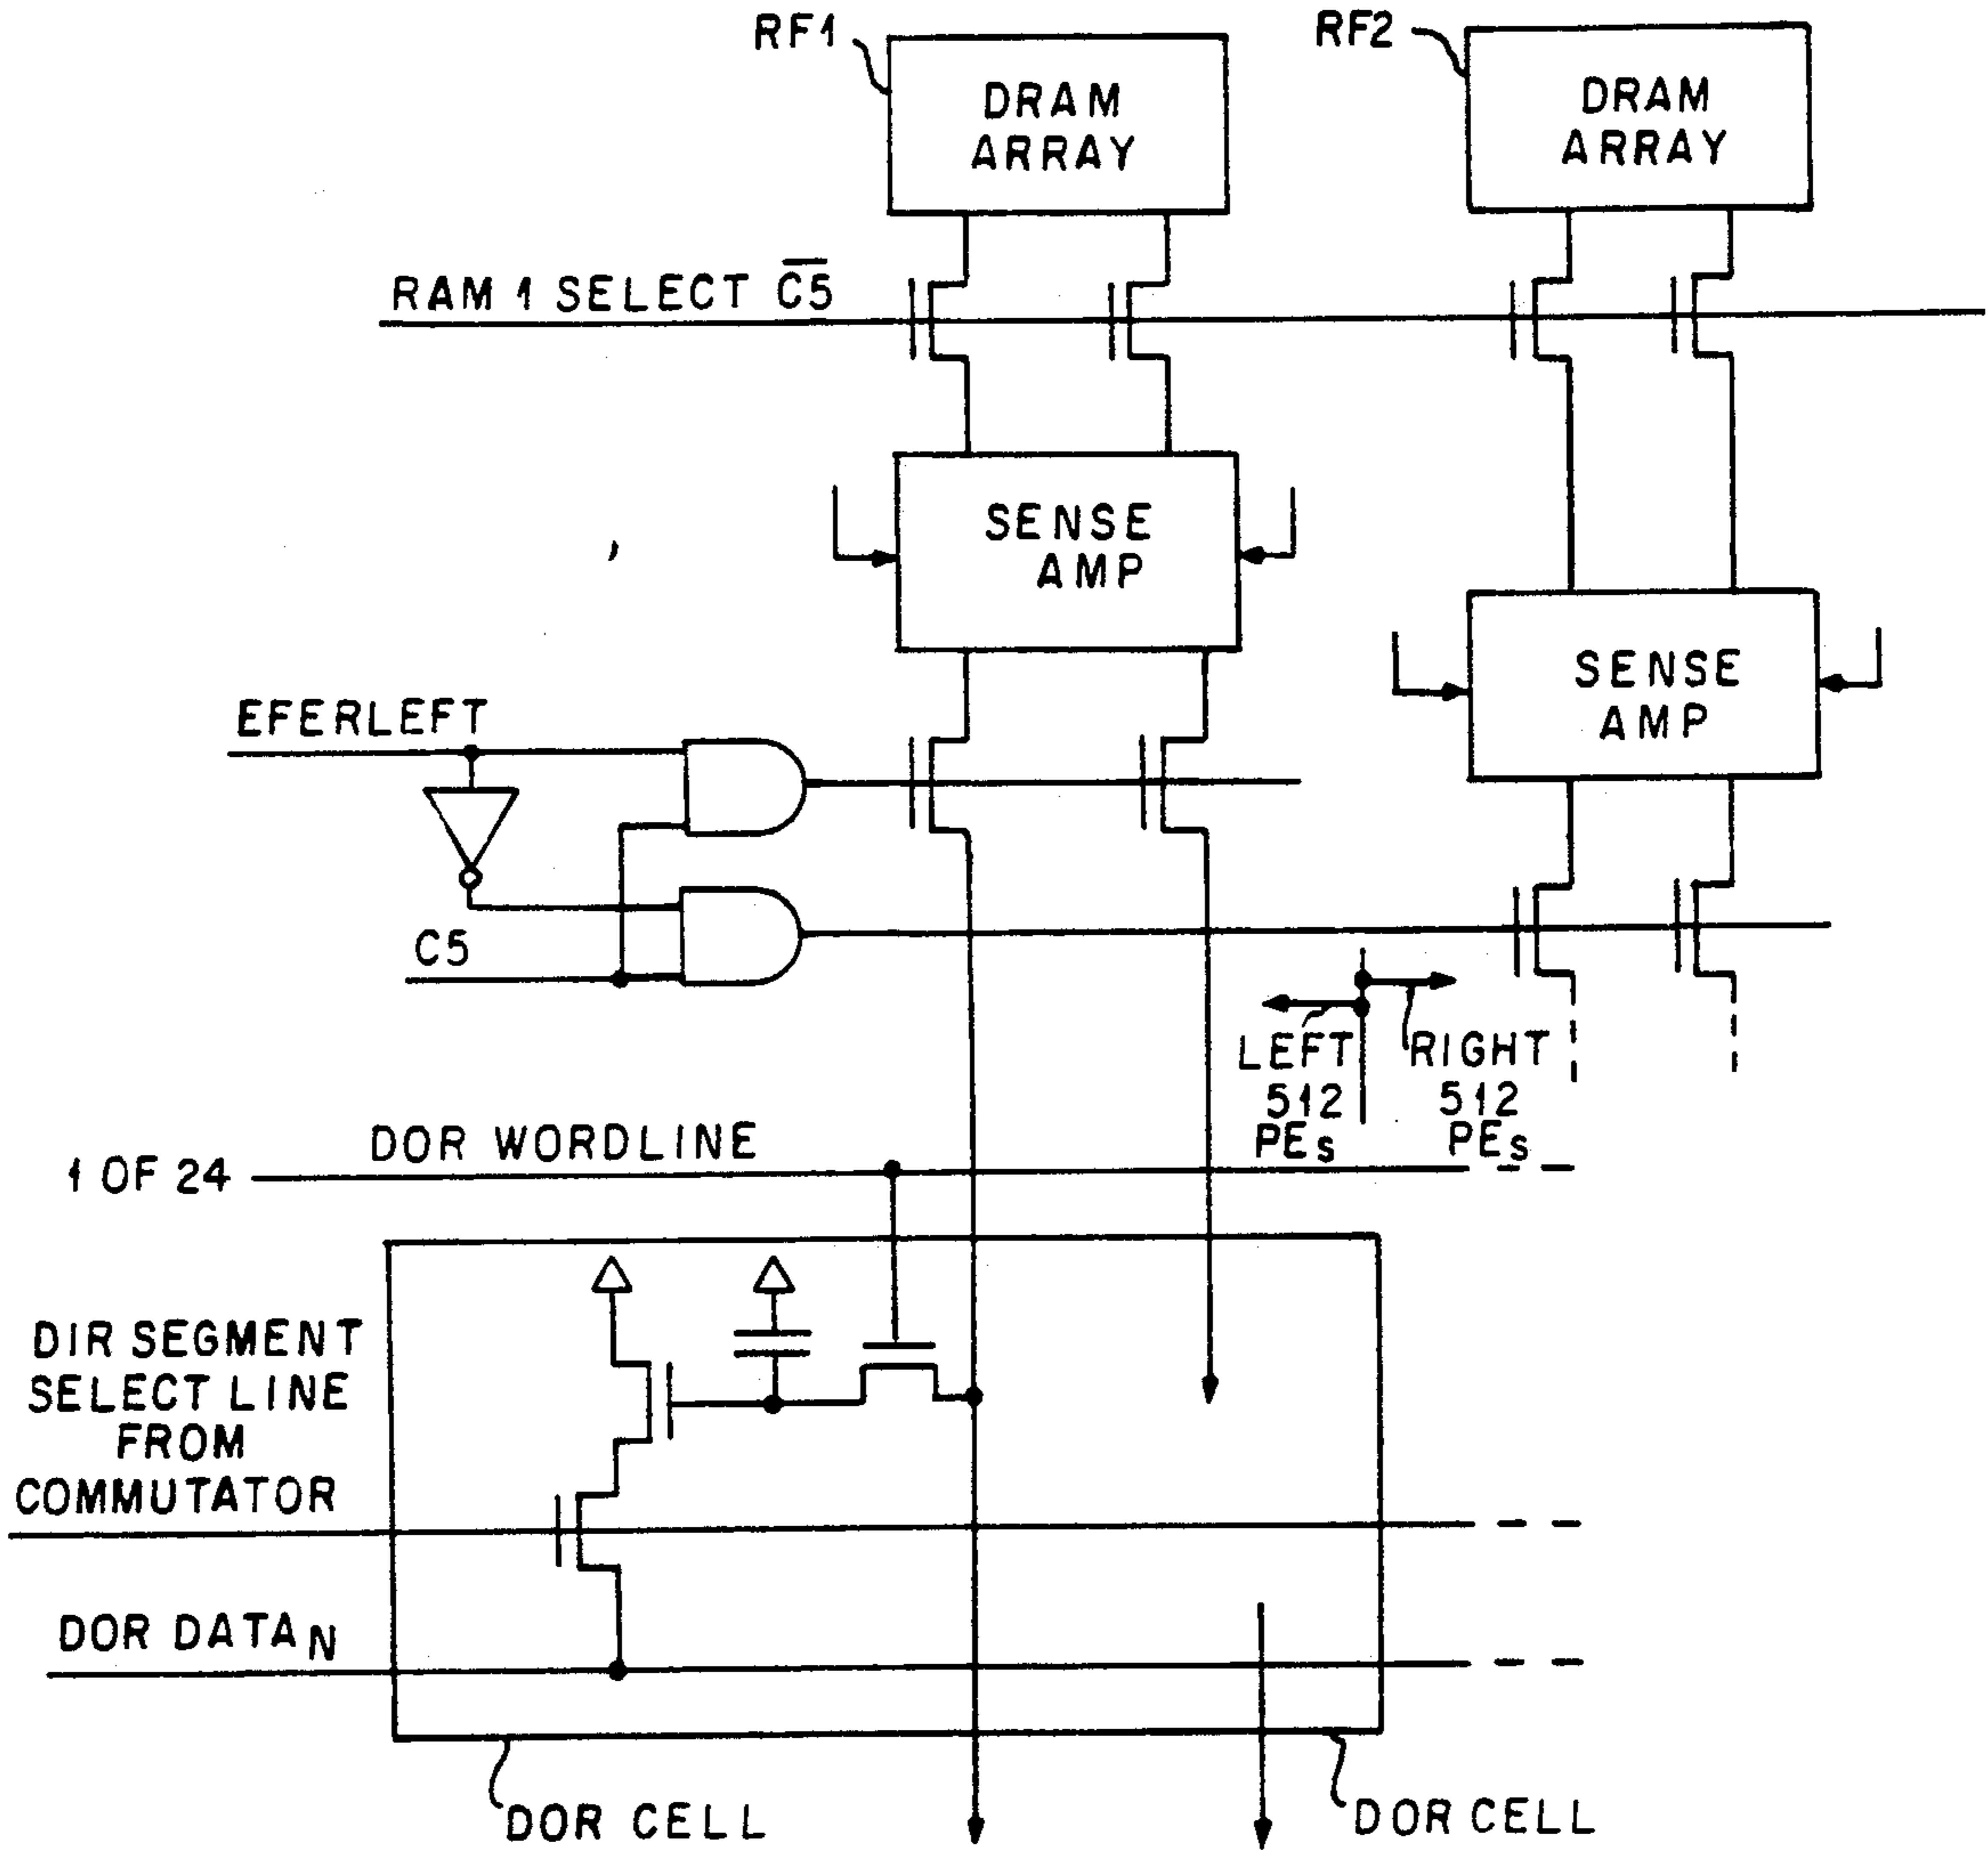 RF1
RF2
DRAM
ARRAY
DRAM
ARRAY
RAM 1 SELECT C5̅
SENSE
AMP
SENSE
AMP
EFERLEFT
C5
LEFT
512
PEs
RIGHT
512
PEs
DOR WORDLINE
1 OF 24
DIR SEGMENT
SELECT LINE
FROM
COMMUTATOR
DOR DATA N
DOR CELL
DOR CELL